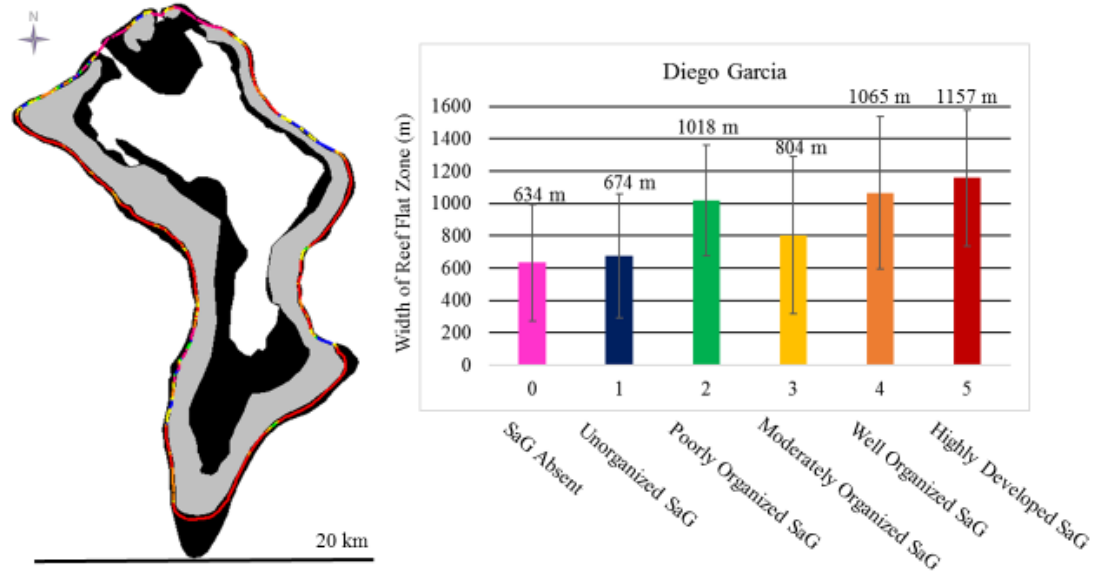 N
20 km
Diego Garcia
Width of Reef Flat Zone (m)
1600
1400
1200
1000
800
600
400
200
0
634 m
674 m
1018 m
804 m
1065 m
1157 m
0 1 2 3 4 5
SaG Absent
Unorganized SaG
Poorly Organized SaG
Moderately Organized SaG
Well Organized SaG
Highly Developed SaG